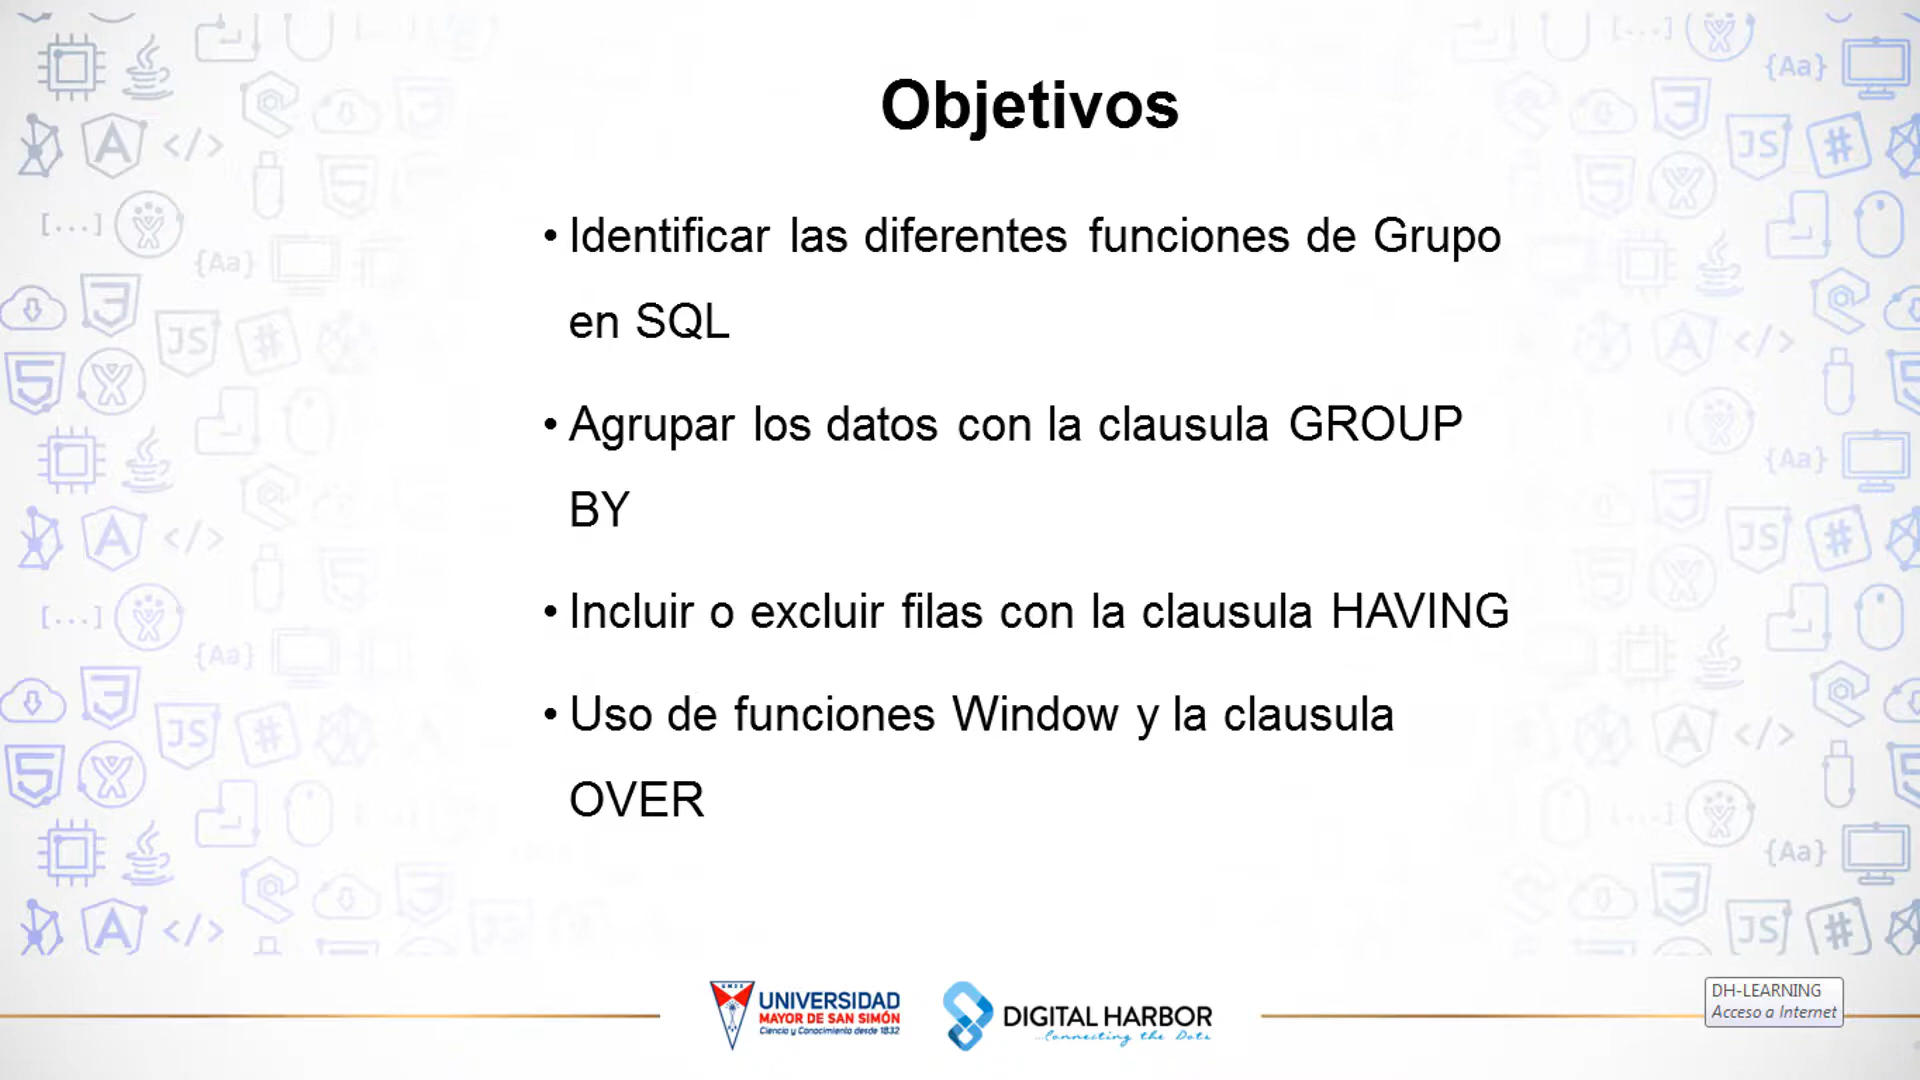 Objetivos
• Identificar las diferentes funciones de Grupo
en SQL
• Agrupar los datos con la clausula GROUP
BY
• Incluir o excluir filas con la clausula HAVING
• Uso de funciones Window y la clausula
OVER
UNIVERSIDAD
MAYOR DE SAN SIMÓN
Ciencia y Conocimiento desde 1832
DIGITAL HARBOR
...Connecting the Dots
DH-LEARNING
Acceso a Internet